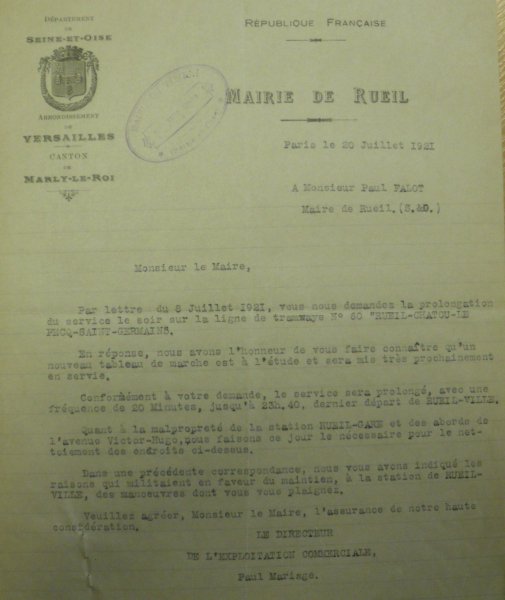 DÉPARTEMENT
DE
SEINE-ET-OISE
ARRONDISSEMENT
DE
VERSAILLES
CANTON
DE
MARLY-LE-ROI
RÉPUBLIQUE FRANÇAISE
MAIRIE DE RUEIL
Paris le 20 Juillet 1921
A Monsieur Paul FALOT
Maire de Rueil. (S.&O.)
Monsieur le Maire,
Par lettre du 8 Juillet 1921, vous nous demandez la prolongation
du service le soir sur la ligne de tramways N° 60 "RUEIL-CHATOU-LE
PECQ-SAINT-GERMAINS.
En réponse, nous avons l'honneur de vous faire connaître qu'un
nouveau tableau de marche est à l'étude et sera mis très prochainement
en servie.
Conformément à votre demande, le service sera prolongé, avec une
fréquence de 20 Minutes, jusqu'à 23h.40, dernier départ de RUEIL-VILLE.
Quant à la malpropreté de la station RUEIL-GARE et des abords de
l'avenue Victor-Hugo,nous faisons ce jour le nécessaire pour le net-
toiement des endroits ci-dessus.
Dans une précédente correspondance, nous vous avons indiqué les
raisons qui militaient en faveur du maintien, à la station de RUEIL-
VILLE, des manoeuvres dont vous vous plaignez.
Veuillez agréer, Monsieur le Maire, l'assurance de notre haute
considération.
LE DIRECTEUR
DE L'EXPLOITATION COMMERCIALE,
Paul Mariage.